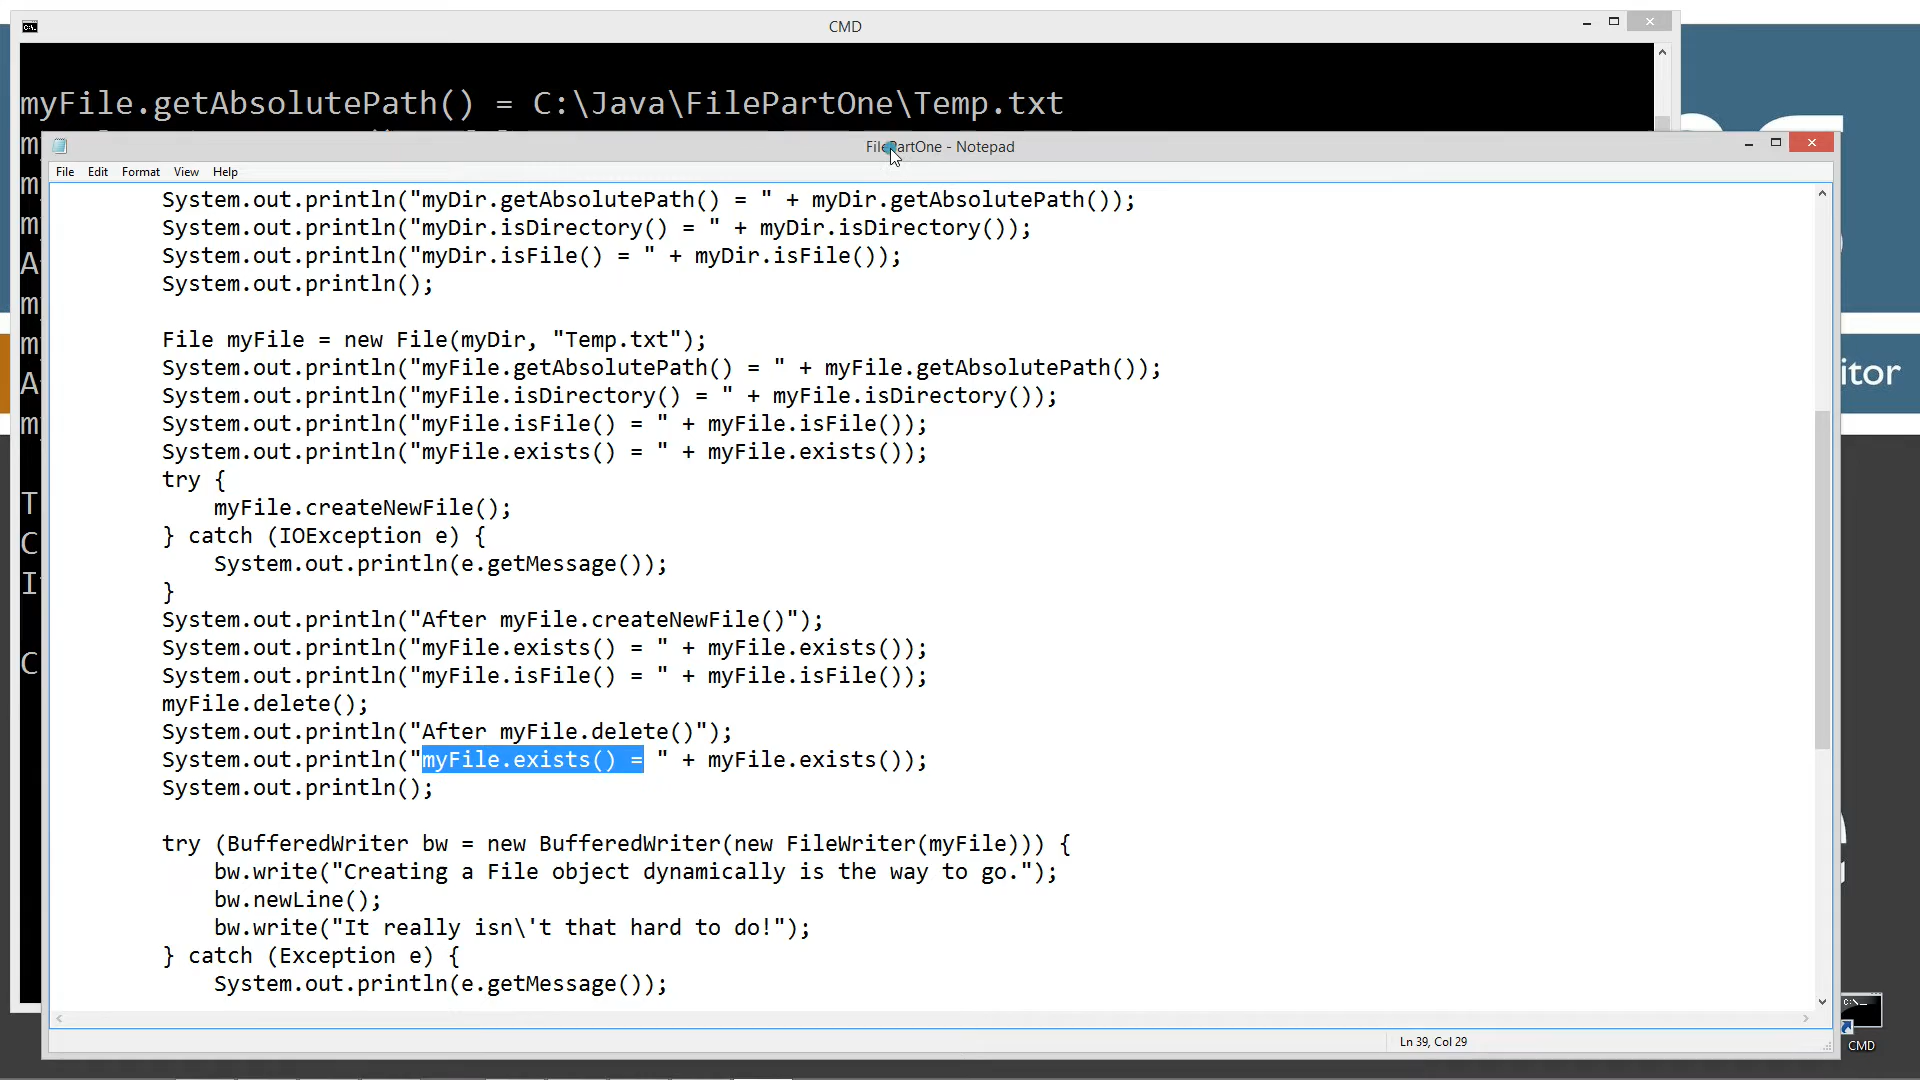 CMD
myFile.getAbsolutePath() = C:\Java\FilePartOne\Temp.txt
FilePartOne - Notepad
File Edit Format View Help
System.out.println("myDir.getAbsolutePath() = " + myDir.getAbsolutePath());
System.out.println("myDir.isDirectory() = " + myDir.isDirectory());
System.out.println("myDir.isFile() = " + myDir.isFile());
System.out.println();
File myFile = new File(myDir, "Temp.txt");
System.out.println("myFile.getAbsolutePath() = " + myFile.getAbsolutePath());
System.out.println("myFile.isDirectory() = " + myFile.isDirectory());
System.out.println("myFile.isFile() = " + myFile.isFile());
System.out.println("myFile.exists() = " + myFile.exists());
try {
myFile.createNewFile();
} catch (IOException e) {
System.out.println(e.getMessage());
}
System.out.println("After myFile.createNewFile()");
System.out.println("myFile.exists() = " + myFile.exists());
System.out.println("myFile.isFile() = " + myFile.isFile());
myFile.delete();
System.out.println("After myFile.delete()");
System.out.println("myFile.exists() = " + myFile.exists());
System.out.println();
try (BufferedWriter bw = new BufferedWriter(new FileWriter(myFile))) {
bw.write("Creating a File object dynamically is the way to go.");
bw.newLine();
bw.write("It really isn\'t that hard to do!");
} catch (Exception e) {
System.out.println(e.getMessage());
Ln 39, Col 29
itor
CMD